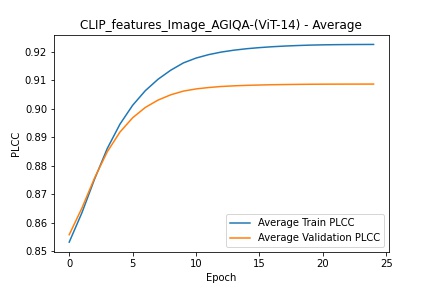 CLIP_features_Image_AGIQA-(ViT-14) - Average
0.92
0.91
0.90
0.89
0.88
0.87
0.86
0.85
PLCC
Average Train PLCC
Average Validation PLCC
0 5 10 15 20 25
Epoch